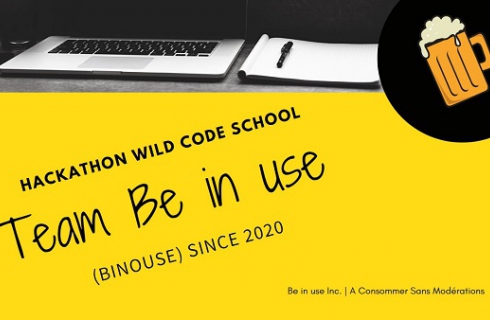 HACKATHON WILD CODE SCHOOL
Team Be in use
(BINOUSE) SINCE 2020
Be in use Inc. | A Consommer Sans Modérations